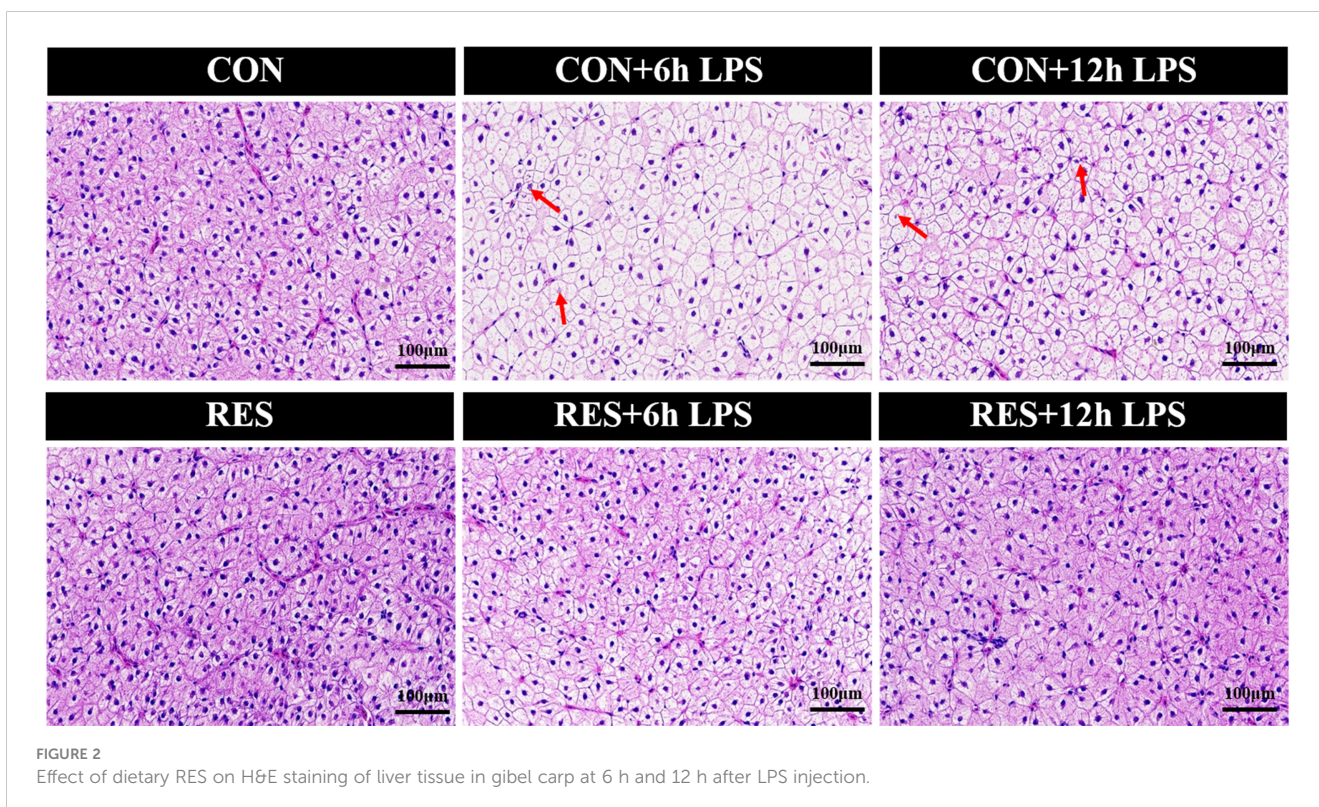 CON
CON+6h LPS
CON+12h LPS
100μm
100μm
100μm
RES
RES+6h LPS
RES+12h LPS
100μm
100μm
100μm
FIGURE 2
Effect of dietary RES on H&E staining of liver tissue in gibel carp at 6 h and 12 h after LPS injection.